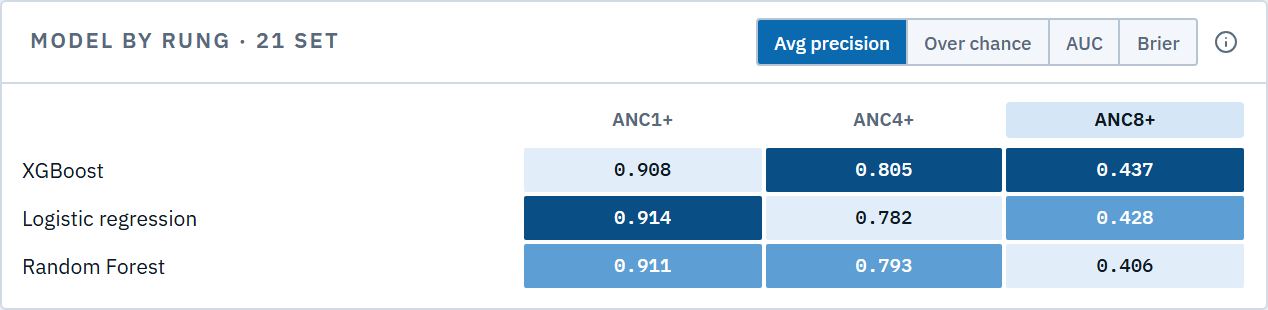 MODEL BY RUNG · 21 SET
Avg precision Over chance AUC Brier
ANC1+ ANC4+ ANC8+
XGBoost 0.908 0.805 0.437
Logistic regression 0.914 0.782 0.428
Random Forest 0.911 0.793 0.406